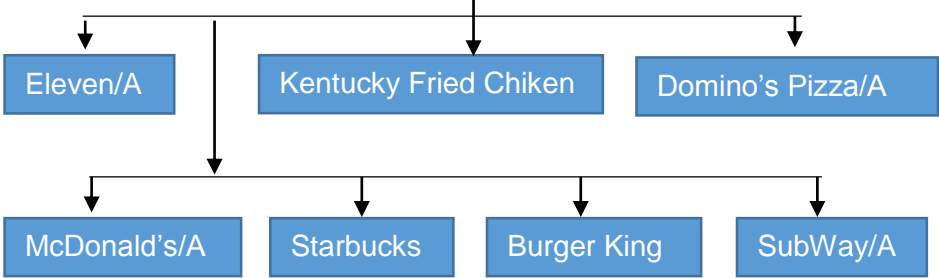 Eleven/A
Kentucky Fried Chiken
Domino’s Pizza/A
McDonald’s/A
Starbucks
Burger King
SubWay/A